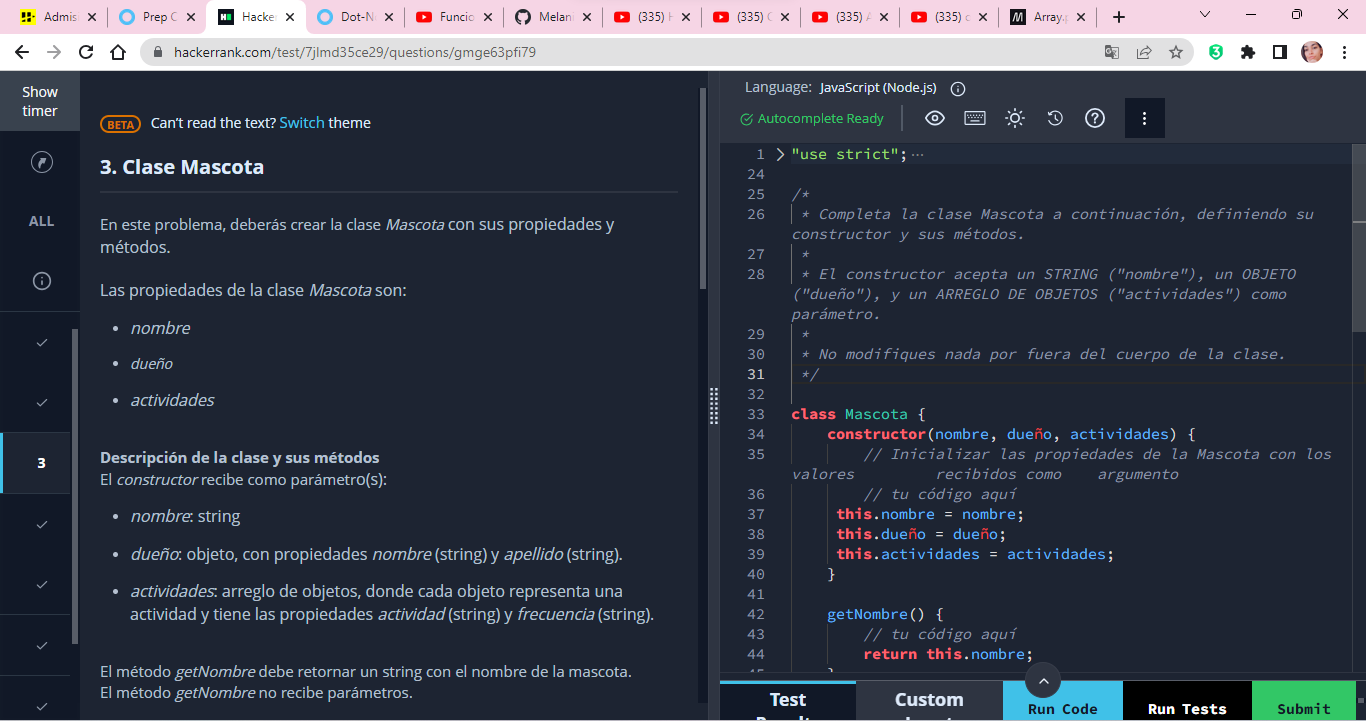 Admis
Prep C
Hacke
Dot-N
Funcio
Melan
(335) H
(335) C
(335) A
(335) c
Array.p
hackerrank.com/test/7jlmd35ce29/questions/gmge63pfi79
Show
timer
ALL
3
BETA Can't read the text? Switch theme
3. Clase Mascota
En este problema, deberás crear la clase Mascota con sus propiedades y
métodos.
Las propiedades de la clase Mascota son:
• nombre
• dueño
• actividades
Descripción de la clase y sus métodos
El constructor recibe como parámetro(s):
• nombre: string
• dueño: objeto, con propiedades nombre (string) y apellido (string).
• actividades: arreglo de objetos, donde cada objeto representa una
actividad y tiene las propiedades actividad (string) y frecuencia (string).
El método getNombre debe retornar un string con el nombre de la mascota.
El método getNombre no recibe parámetros.
Language: JavaScript (Node.js)
Autocomplete Ready
1 "use strict"; ···
24
25 /*
26 * Completa la clase Mascota a continuación, definiendo su
constructor y sus métodos.
27 *
28 * El constructor acepta un STRING ("nombre"), un OBJETO
("dueño"), y un ARREGLO DE OBJETOS ("actividades") como
parámetro.
29 *
30 * No modifiques nada por fuera del cuerpo de la clase.
31 */
32
33 class Mascota {
34 constructor(nombre, dueño, actividades) {
35 // Inicializar las propiedades de la Mascota con los
valores recibidos como argumento
36 // tu código aquí
37 this.nombre = nombre;
38 this.dueño = dueño;
39 this.actividades = actividades;
40 }
41
42 getNombre() {
43 // tu código aquí
44 return this.nombre;
Test
Custom
Run Code
Run Tests
Submit